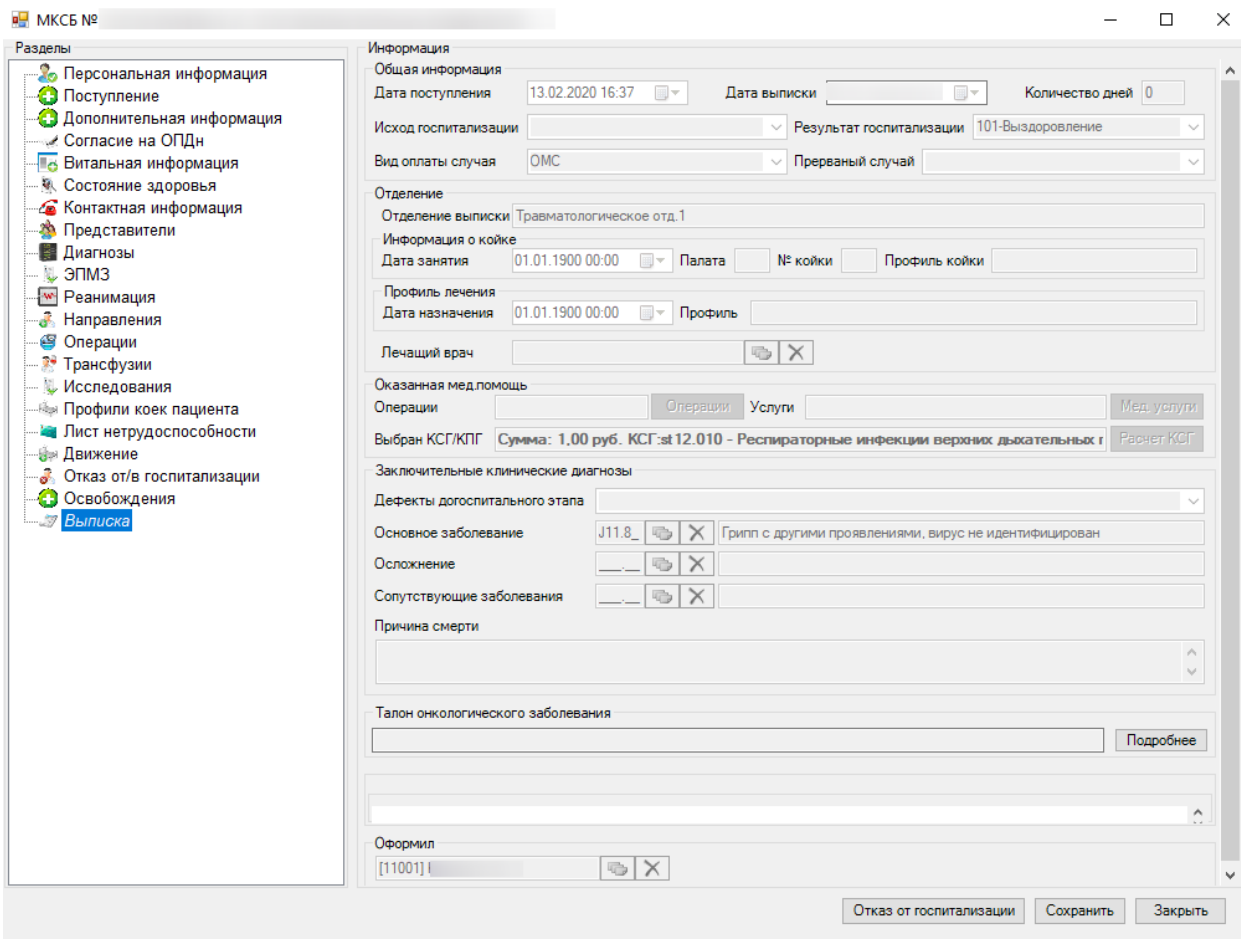 МКСБ №
Разделы
Персональная информация
Поступление
Дополнительная информация
Согласие на ОПДн
Витальная информация
Состояние здоровья
Контактная информация
Представители
Диагнозы
ЭПМЗ
Реанимация
Направления
Операции
Трансфузии
Исследования
Профили коек пациента
Лист нетрудоспособности
Движение
Отказ от/в госпитализации
Освобождения
Выписка
Информация
Общая информация
Дата поступления 13.02.2020 16:37 Дата выписки Количество дней 0
Исход госпитализации Результат госпитализации 101-Выздоровление
Вид оплаты случая ОМС Прерваный случай
Отделение
Отделение выписки Травматологическое отд.1
Информация о койке
Дата занятия 01.01.1900 00:00 Палата № койки Профиль койки
Профиль лечения
Дата назначения 01.01.1900 00:00 Профиль
Лечащий врач
Оказанная мед.помощь
Операции Операции Услуги Мед. услуги
Выбран КСГ/КПГ Сумма: 1,00 руб. КСГ:st12.010 - Респираторные инфекции верхних дыхательных Расчет КСГ
Заключительные клинические диагнозы
Дефекты догоспитального этапа
Основное заболевание J11.8_ Грипп с другими проявлениями, вирус не идентифицирован
Осложнение ___.__
Сопутствующие заболевания ___.__
Причина смерти
Талон онкологического заболевания
Подробнее
Оформил
[11001]
Отказ от госпитализации Сохранить Закрыть